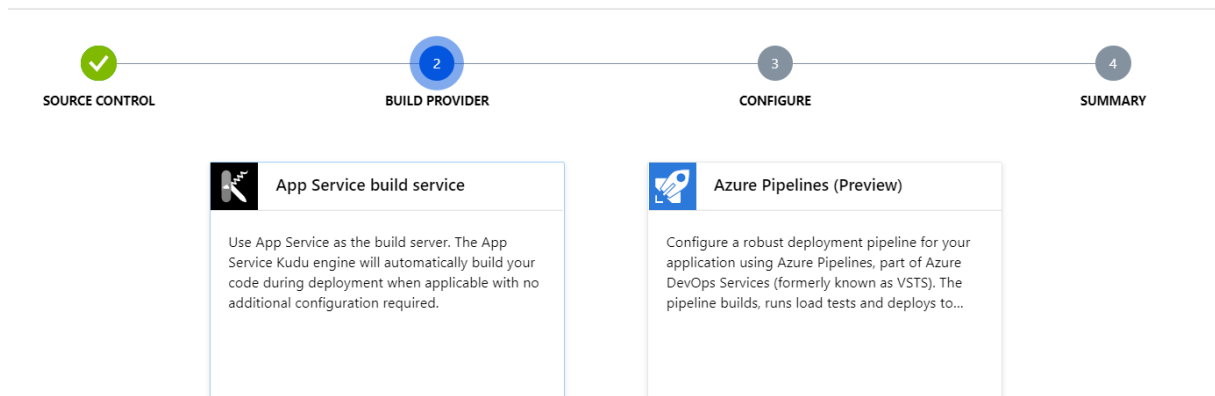 2
3
4
SOURCE CONTROL
BUILD PROVIDER
CONFIGURE
SUMMARY
App Service build service
Use App Service as the build server. The App
Service Kudu engine will automatically build your
code during deployment when applicable with no
additional configuration required.
Azure Pipelines (Preview)
Configure a robust deployment pipeline for your
application using Azure Pipelines, part of Azure
DevOps Services (formerly known as VSTS). The
pipeline builds, runs load tests and deploys to...